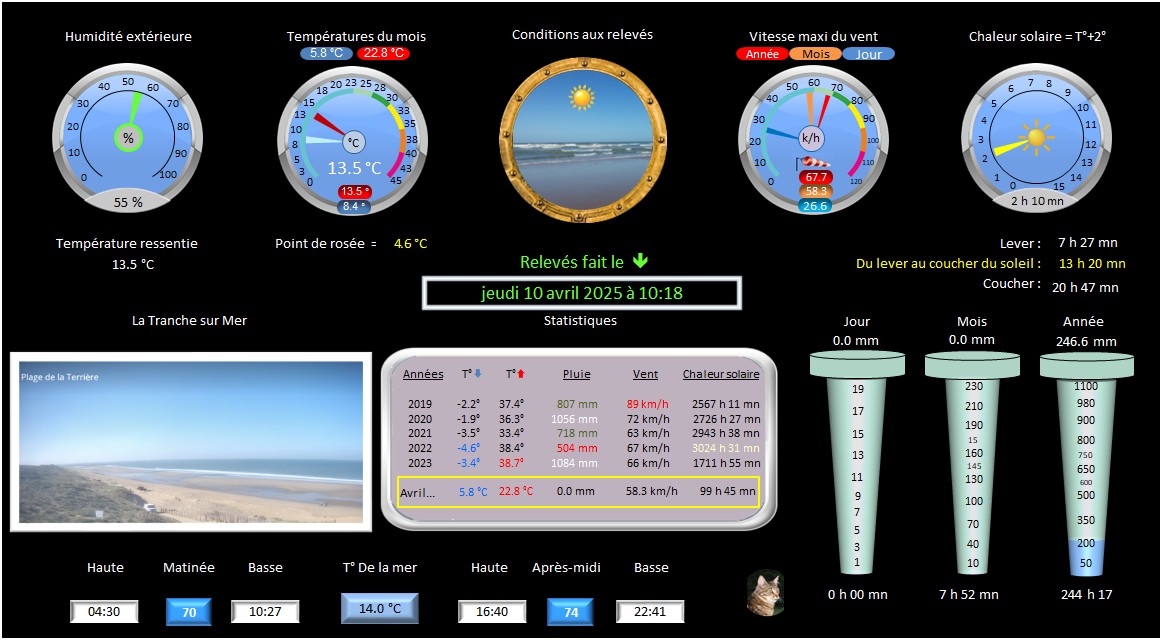 Humidité extérieure
Températures du mois
5.8 °C 22.8 °C
Conditions aux relevés
Vitesse maxi du vent
Année Mois Jour
Chaleur solaire = T°+2°
0 10 20 30 40 50 60 70 80 90 100
%
55 %
0 3 5 8 10 13 15 18 20 23 25 28 30 33 35 38 40 43 45
°C
13.5 °C
13.5 °
8.4 °
10 20 30 40 50 60 70 80 90 100 110 120
k/h
67.7
58.3
26.6
0 1 2 3 4 5 6 7 8 9 10 11 12 13 14 15
2 h 10 mn
Température ressentie
13.5 °C
Point de rosée = 4.6 °C
Relevés fait le
jeudi 10 avril 2025 à 10:18
Lever : 7 h 27 mn
Du lever au coucher du soleil : 13 h 20 mn
Coucher : 20 h 47 mn
La Tranche sur Mer
Plage de la Terrière
Statistiques
Années T° T° Pluie Vent Chaleur solaire
2019 -2.2° 37.4° 807 mm 89 km/h 2567 h 11 mn
2020 -1.9° 36.3° 1056 mm 72 km/h 2726 h 27 mn
2021 -3.5° 33.4° 718 mm 63 km/h 2943 h 38 mn
2022 -4.6° 38.4° 504 mm 67 km/h 3024 h 31 mn
2023 -3.4° 38.7° 1084 mm 66 km/h 1711 h 55 mn
Avril... 5.8 °C 22.8 °C 0.0 mm 58.3 km/h 99 h 45 mn
Jour
0.0 mm
19
17
15
13
11
9
7
5
3
1
0 h 00 mn
Mois
0.0 mm
230
210
190
15
160
145
130
100
70
40
10
7 h 52 mn
Année
246.6 mm
1100
980
900
800
750
650
600
500
350
200
50
244 h 17
Haute Matinée Basse T° De la mer Haute Après-midi Basse
04:30 70 10:27 14.0 °C 16:40 74 22:41